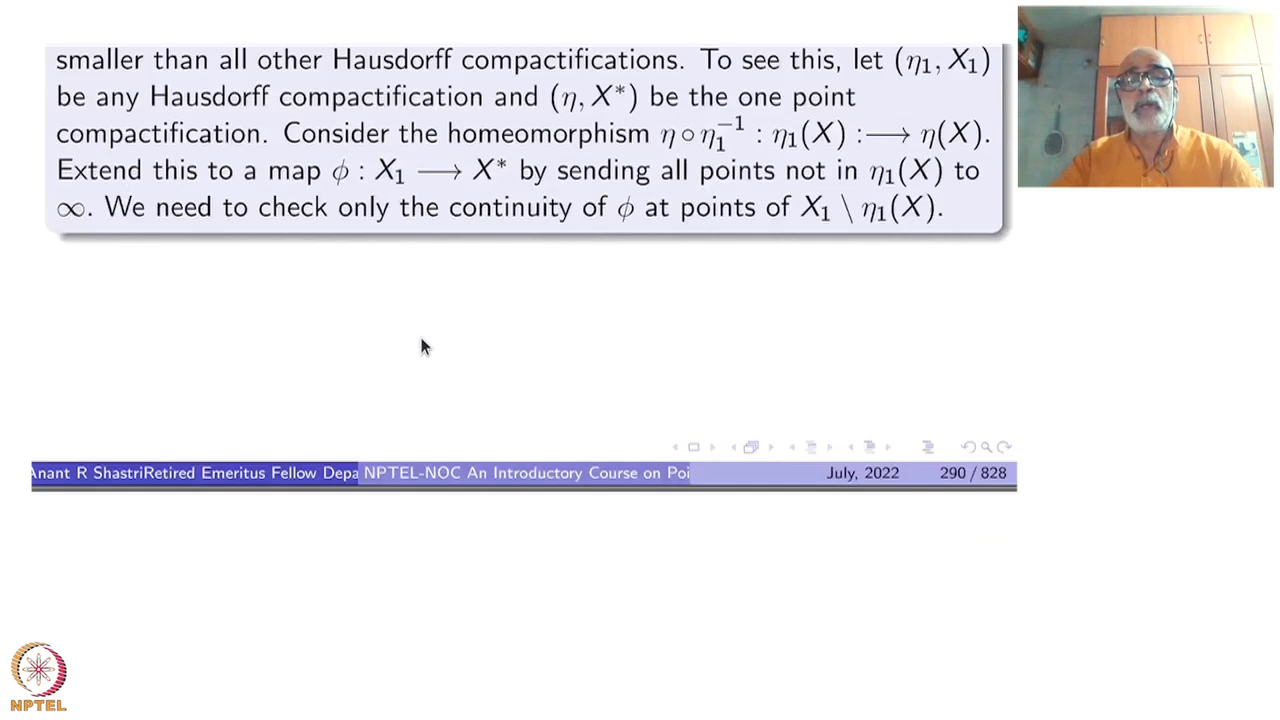 smaller than all other Hausdorff compactifications. To see this, let (η₁, X₁)
be any Hausdorff compactification and (η, X*) be the one point
compactification. Consider the homeomorphism η ∘ η₁⁻¹ : η₁(X) :⟶ η(X).
Extend this to a map ϕ : X₁ ⟶ X* by sending all points not in η₁(X) to
∞. We need to check only the continuity of ϕ at points of X₁ \ η₁(X).
Anant R ShastriRetired Emeritus Fellow Depa NPTEL-NOC An Introductory Course on Poi July, 2022 290 / 828
NPTEL